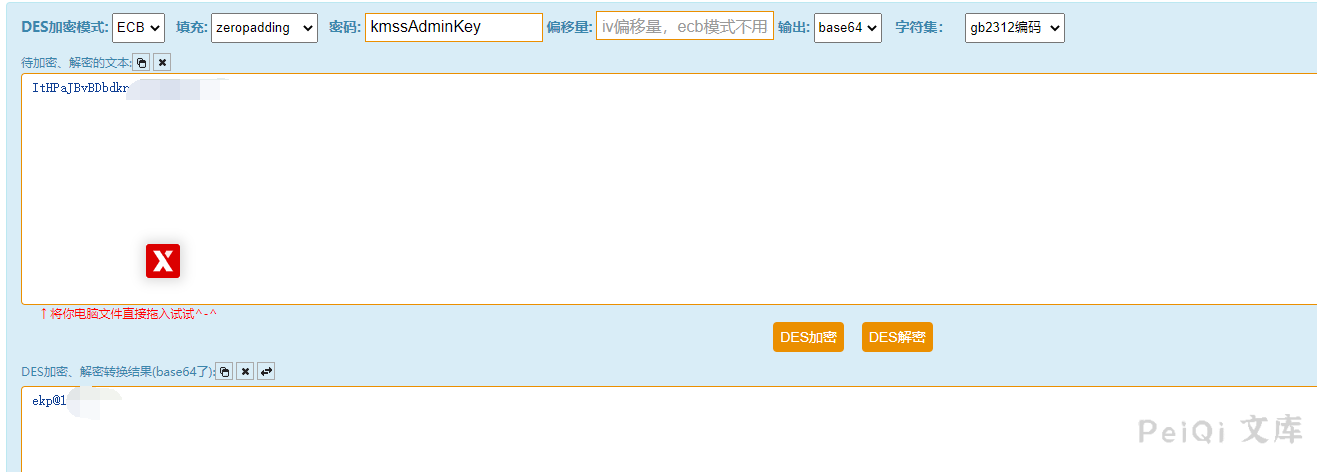 DES加密模式: ECB 填充: zeropadding 密码: kmssAdminKey 偏移量: iv偏移量，ecb模式不用 输出: base64 字符集: gb2312编码
待加密、解密的文本:
ItHPaJBvBDbdkr
X
↑将你电脑文件直接拖入试试^-^
DES加密 DES解密
DES加密、解密转换结果(base64了):
ekp@1
PeiQi 文库